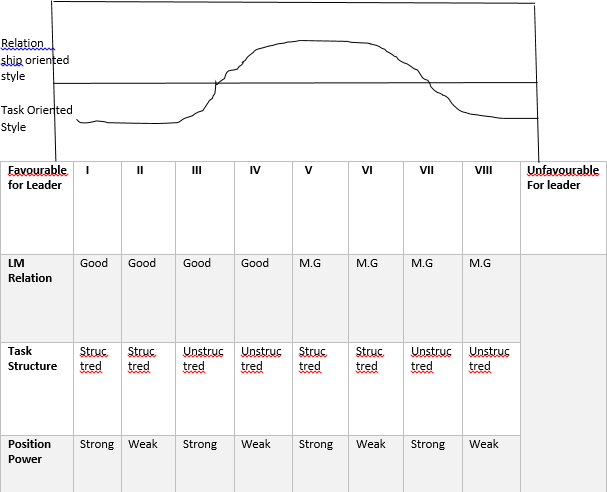 Relation
ship oriented
style
Task Oriented
Style
Favourable for Leader I II III IV V VI VII VIII Unfavourable For leader
LM Relation Good Good Good Good M.G M.G M.G M.G
Task Structure Struc tred Struc tred Unstruc tred Unstruc tred Struc tred Struc tred Unstruc tred Unstruc tred
Position Power Strong Weak Strong Weak Strong Weak Strong Weak